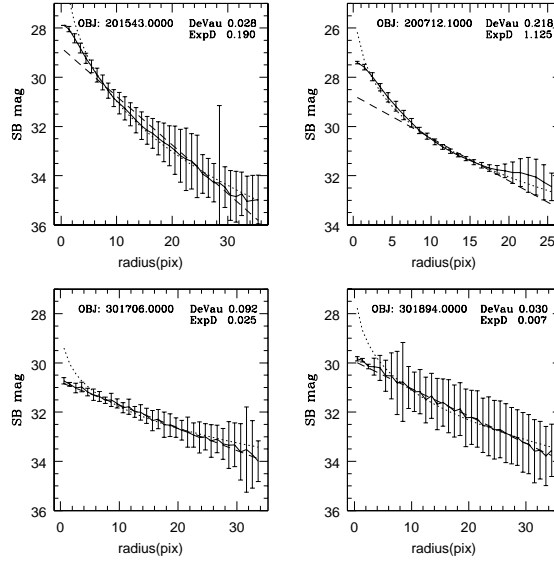 OBJ: 201543.0000 DeVau 0.028
ExpD 0.190
28
30
32
34
36
SB mag
0 10 20 30
radius(pix)
OBJ: 200712.1000 DeVau 0.218
ExpD 1.125
26
28
30
32
34
SB mag
0 5 10 15 20 25
radius(pix)
OBJ: 301706.0000 DeVau 0.092
ExpD 0.025
28
30
32
34
36
SB mag
0 10 20 30
radius(pix)
OBJ: 301894.0000 DeVau 0.030
ExpD 0.007
28
30
32
34
36
SB mag
0 10 20 30
radius(pix)